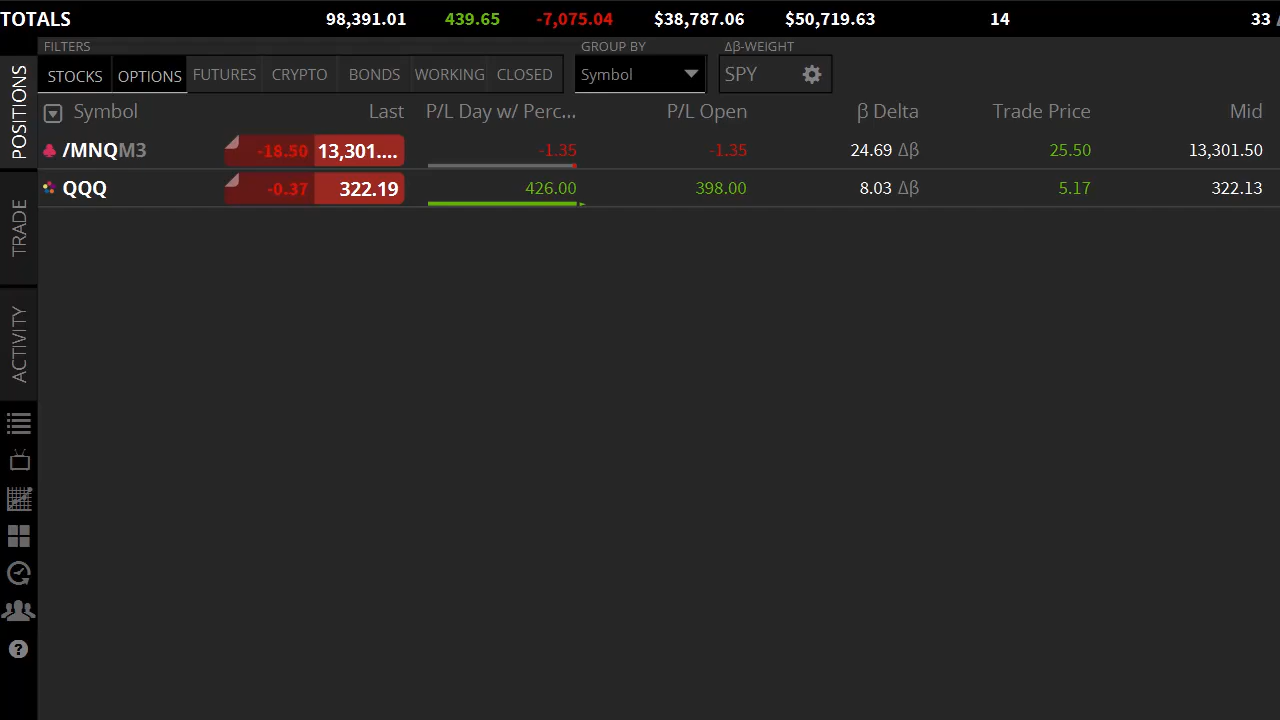 TOTALS 98,391.01 439.65 -7,075.04 $38,787.06 $50,719.63 14 33
FILTERS GROUP BY Δβ-WEIGHT
STOCKS OPTIONS FUTURES CRYPTO BONDS WORKING CLOSED Symbol SPY
Symbol Last P/L Day w/ Perc... P/L Open β Delta Trade Price Mid
/MNQM3 -18.50 13,301.... -1.35 -1.35 24.69 Δβ 25.50 13,301.50
QQQ -0.37 322.19 426.00 398.00 8.03 Δβ 5.17 322.13
POSITIONS
TRADE
ACTIVITY
?